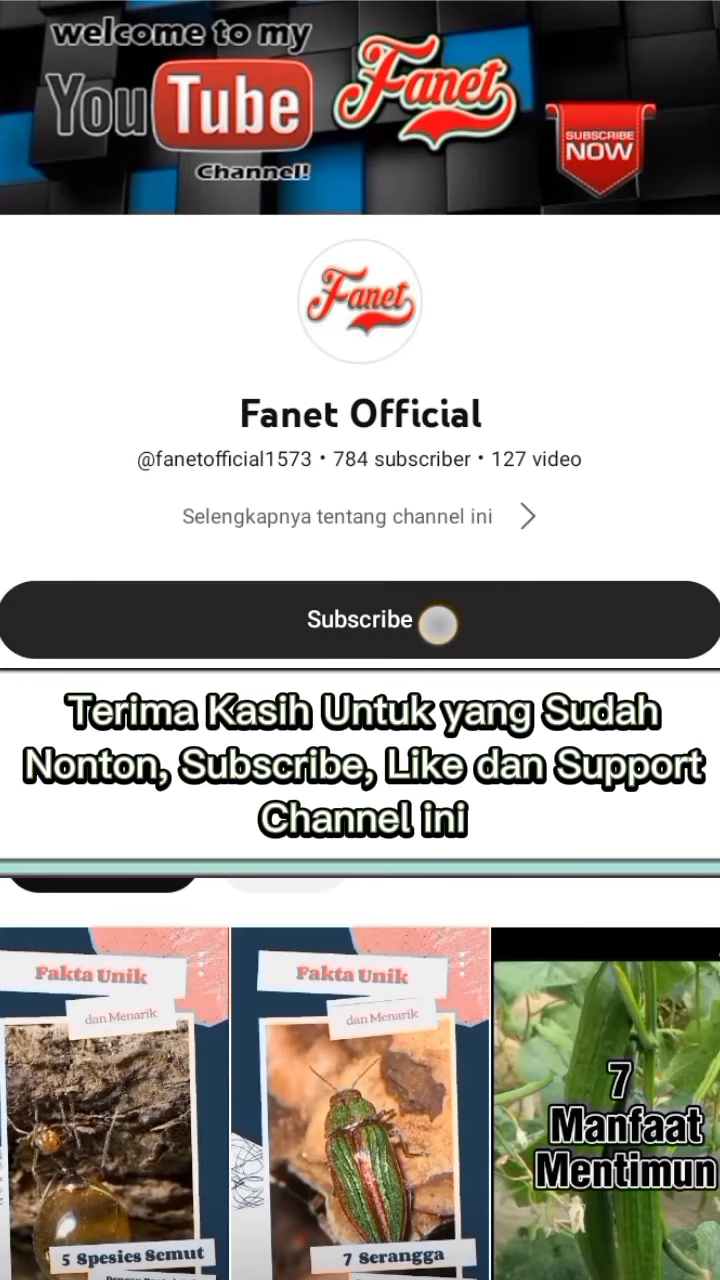 welcome to my
YouTube
Channel!
Fanet
SUBSCRIBE
NOW
Fanet
Fanet Official
@fanetofficial1573 • 784 subscriber • 127 video
Selengkapnya tentang channel ini
Subscribe
Terima Kasih Untuk yang Sudah
Nonton, Subscribe, Like dan Support
Channel ini
Fakta Unik
dan Menarik
5 Spesies Semut
Fakta Unik
dan Menarik
7 Serangga
7
Manfaat
Mentimun